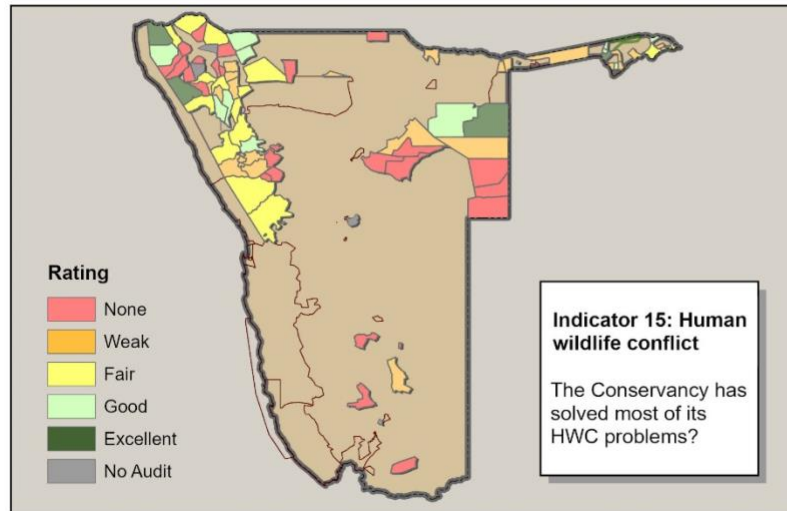 Rating
None
Weak
Fair
Good
Excellent
No Audit
Indicator 15: Human
wildlife conflict
The Conservancy has
solved most of its
HWC problems?